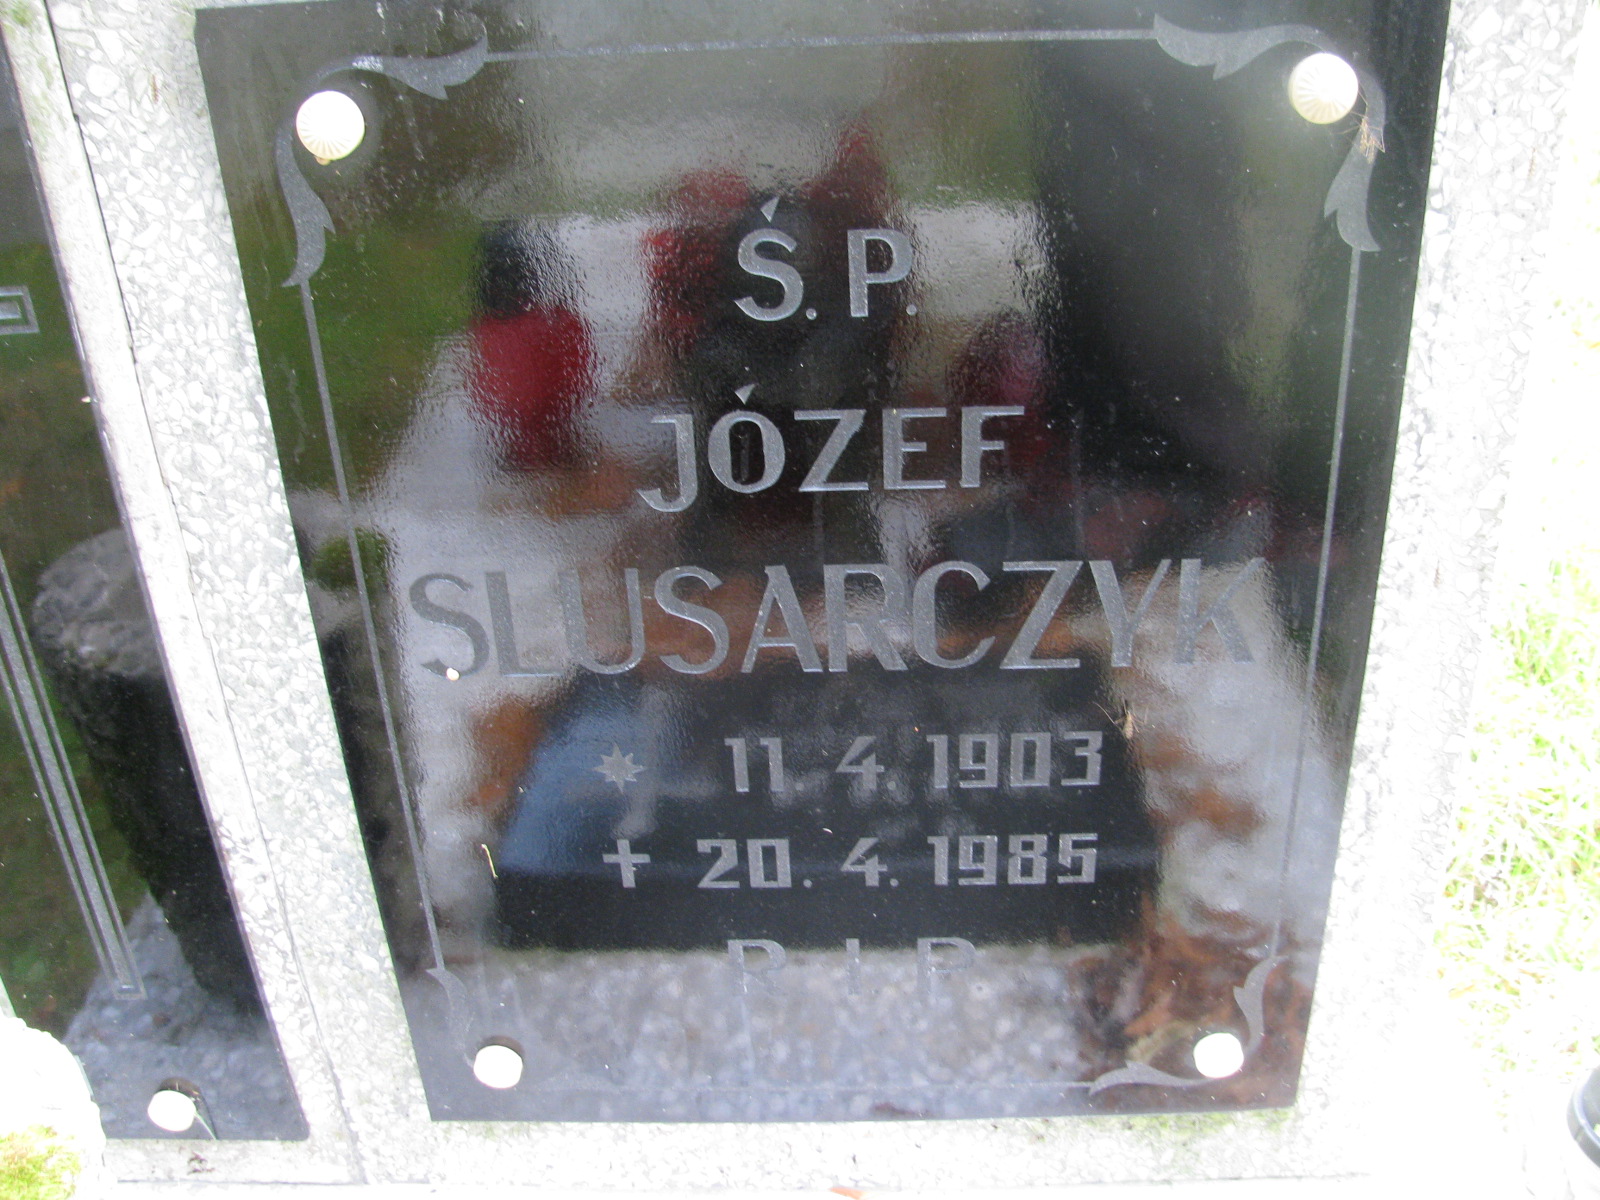 Ś. P.
JÓZEF
SLUSARCZYK
* 11. 4. 1903
+ 20. 4. 1985
R. I. P.